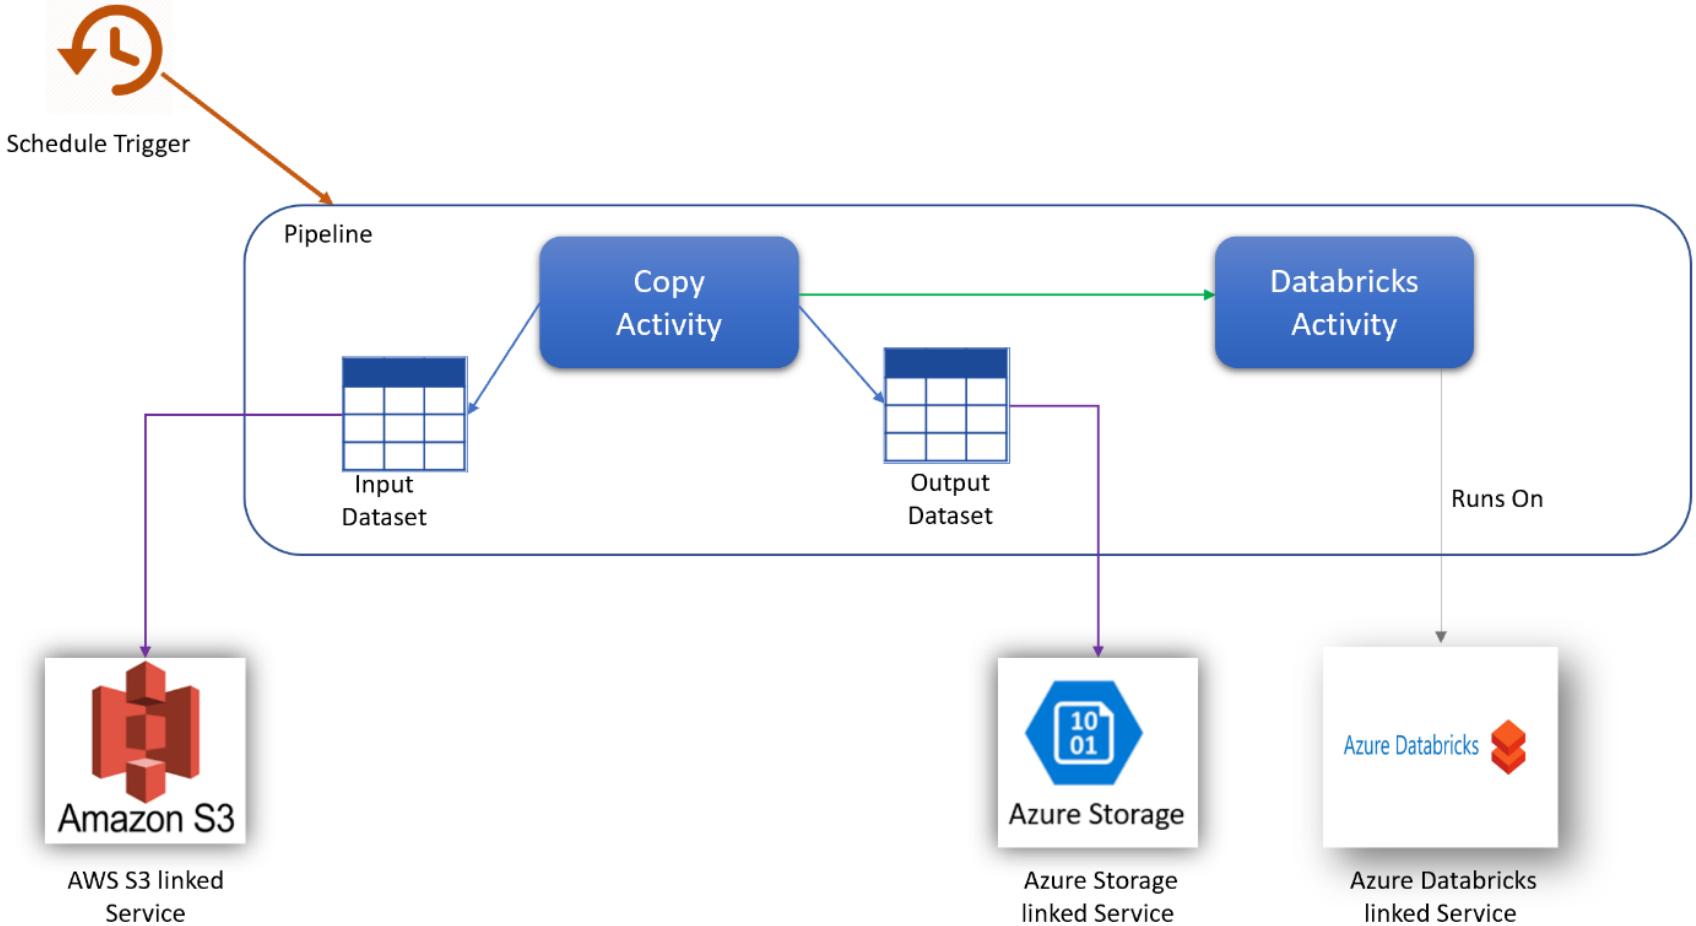 Schedule Trigger
Pipeline
Copy
Activity
Databricks
Activity
Input
Dataset
Output
Dataset
Runs On
Amazon S3
10
01
Azure Storage
Azure Databricks
AWS S3 linked
Service
Azure Storage
linked Service
Azure Databricks
linked Service